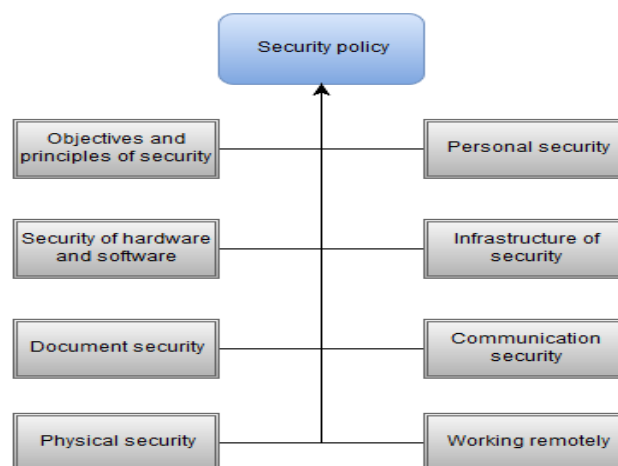 Security policy
Objectives and
principles of security
Personal security
Security of hardware
and software
Infrastructure of
security
Document security
Communication
security
Physical security
Working remotely